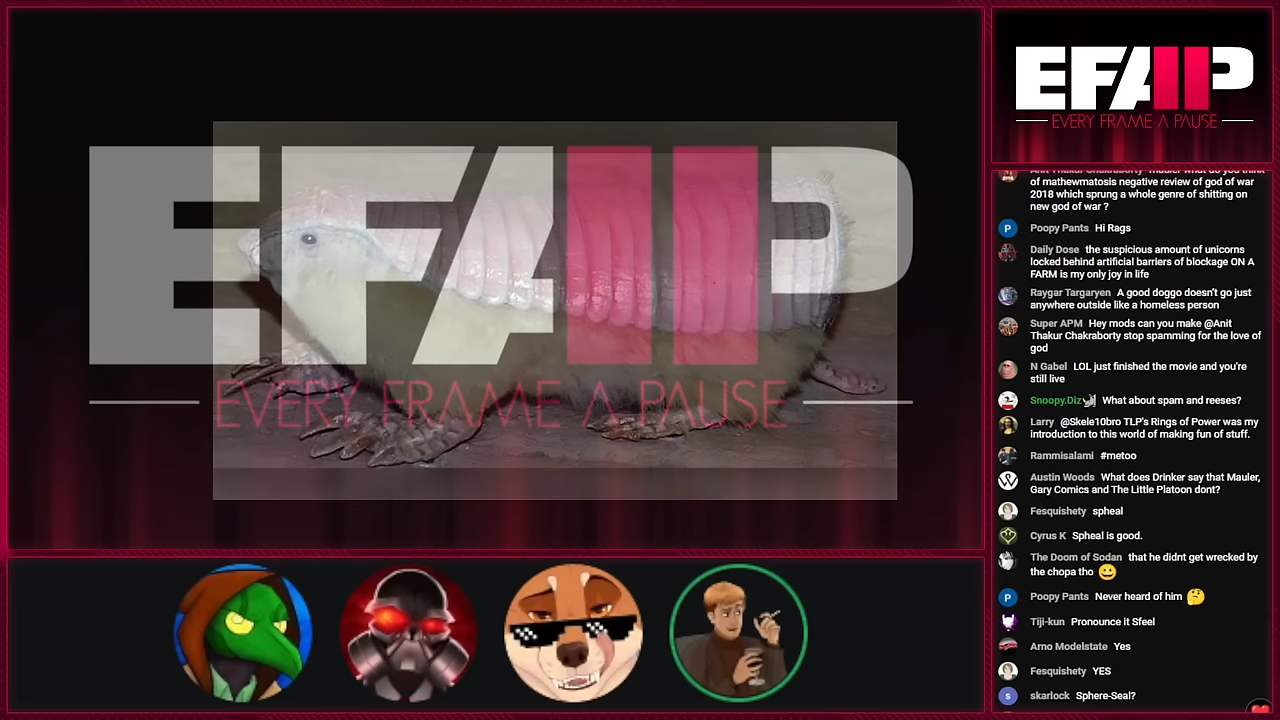 EFAP
EVERY FRAME A PAUSE
EFAP
EVERY FRAME A PAUSE
Anit Thakur Chakraborty mauler what do you think
of mathewmatosis negative review of god of war
2018 which sprung a whole genre of shitting on
new god of war ?
P Poopy Pants Hi Rags
Daily Dose the suspicious amount of unicorns
locked behind artificial barriers of blockage ON A
FARM is my only joy in life
Raygar Targaryen A good doggo doesn't go just
anywhere outside like a homeless person
Super APM Hey mods can you make @Anit
Thakur Chakraborty stop spamming for the love of
god
N Gabel LOL just finished the movie and you're
still live
Snoopy.Diz What about spam and reeses?
Larry @Skele10bro TLP's Rings of Power was my
introduction to this world of making fun of stuff.
Rammisalami #metoo
Austin Woods What does Drinker say that Mauler,
Gary Comics and The Little Platoon dont?
Fesquishety spheal
Cyrus K Spheal is good.
The Doom of Sodan that he didnt get wrecked by
the chopa tho 😀
P Poopy Pants Never heard of him 🤔
Tiji-kun Pronounce it Sfeel
Arno Modelstate Yes
Fesquishety YES
s skarlock Sphere-Seal?